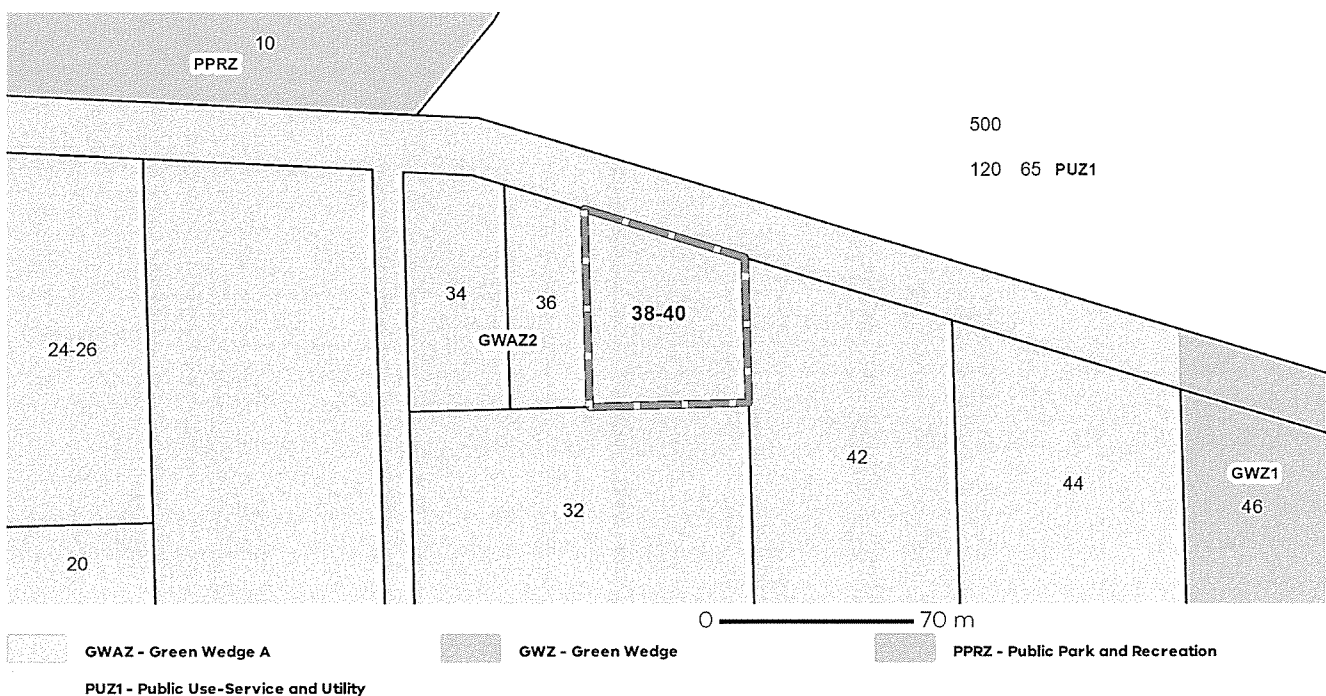 10
PPRZ
500
120 65 PUZ1
34
36
38-40
GWAZ2
24-26
42
44
GWZ1
46
32
20
0 70 m
GWAZ - Green Wedge A
GWZ - Green Wedge
PPRZ - Public Park and Recreation
PUZ1 - Public Use-Service and Utility